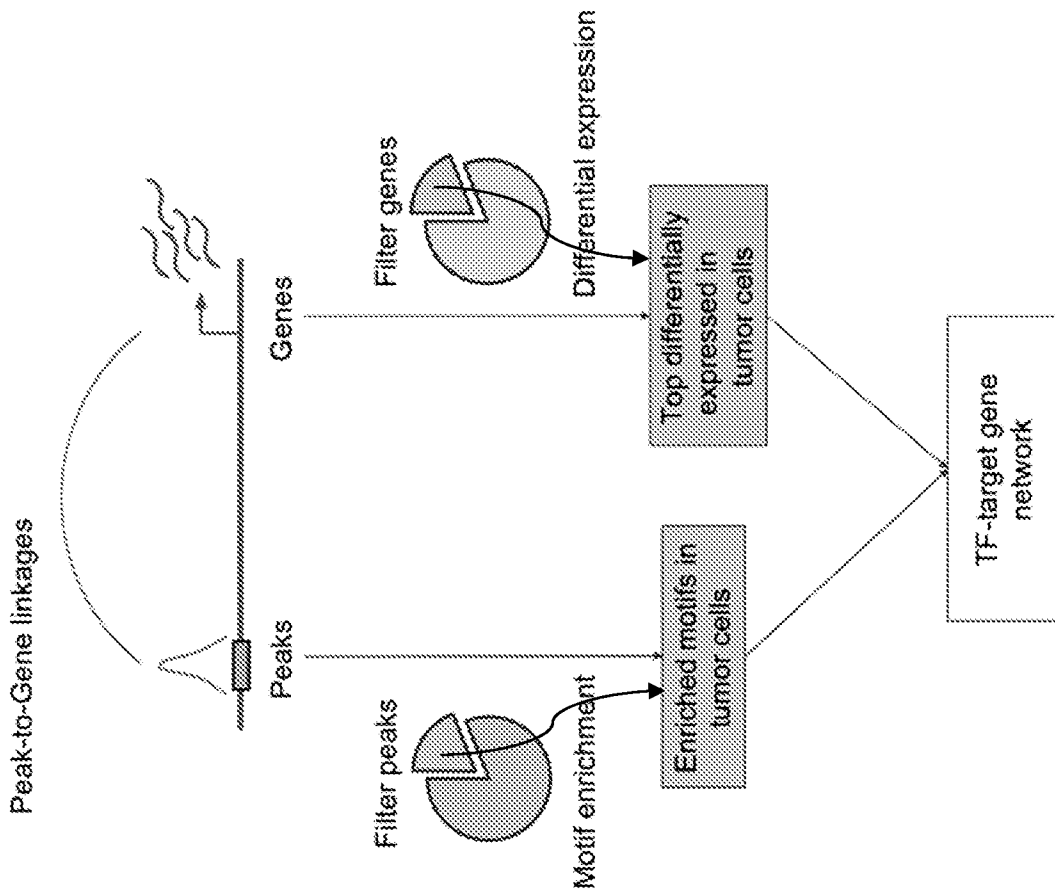 Peak-to-Gene linkages
Peaks
Genes
Filter peaks
Motif enrichment
Filter genes
Differential expression
Enriched motifs in
tumor cells
Top differentially
expressed in
tumor cells
TF-target gene
network